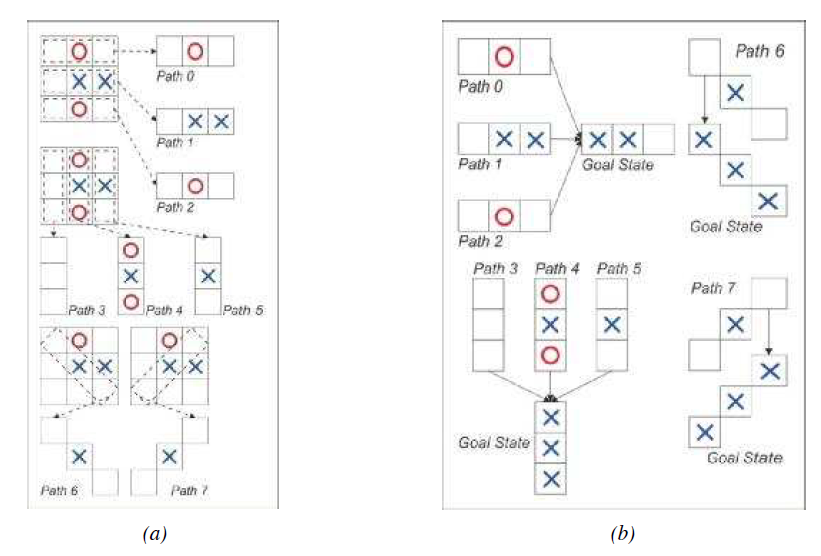 Path 0
Path 1
Path 2
Path 3 Path 4 Path 5
Path 6 Path 7
(a)
Path 6
Path 0
Path 1 Goal State
Path 2 Goal State
Path 3 Path 4 Path 5
Path 7
Goal State
Goal State
(b)